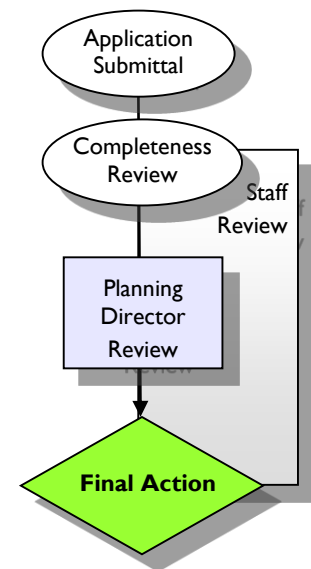 Application
Submittal
Completeness
Review
Staff
Review
Planning
Director
Review
Final Action